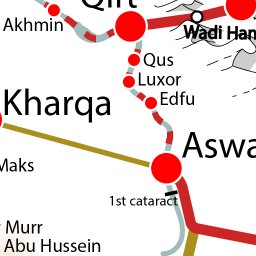 Qift
Akhmin
Wadi Ham
Qus
Luxor
Kharqa
Edfu
Aswa
Maks
1st cataract
Murr
Abu Hussein